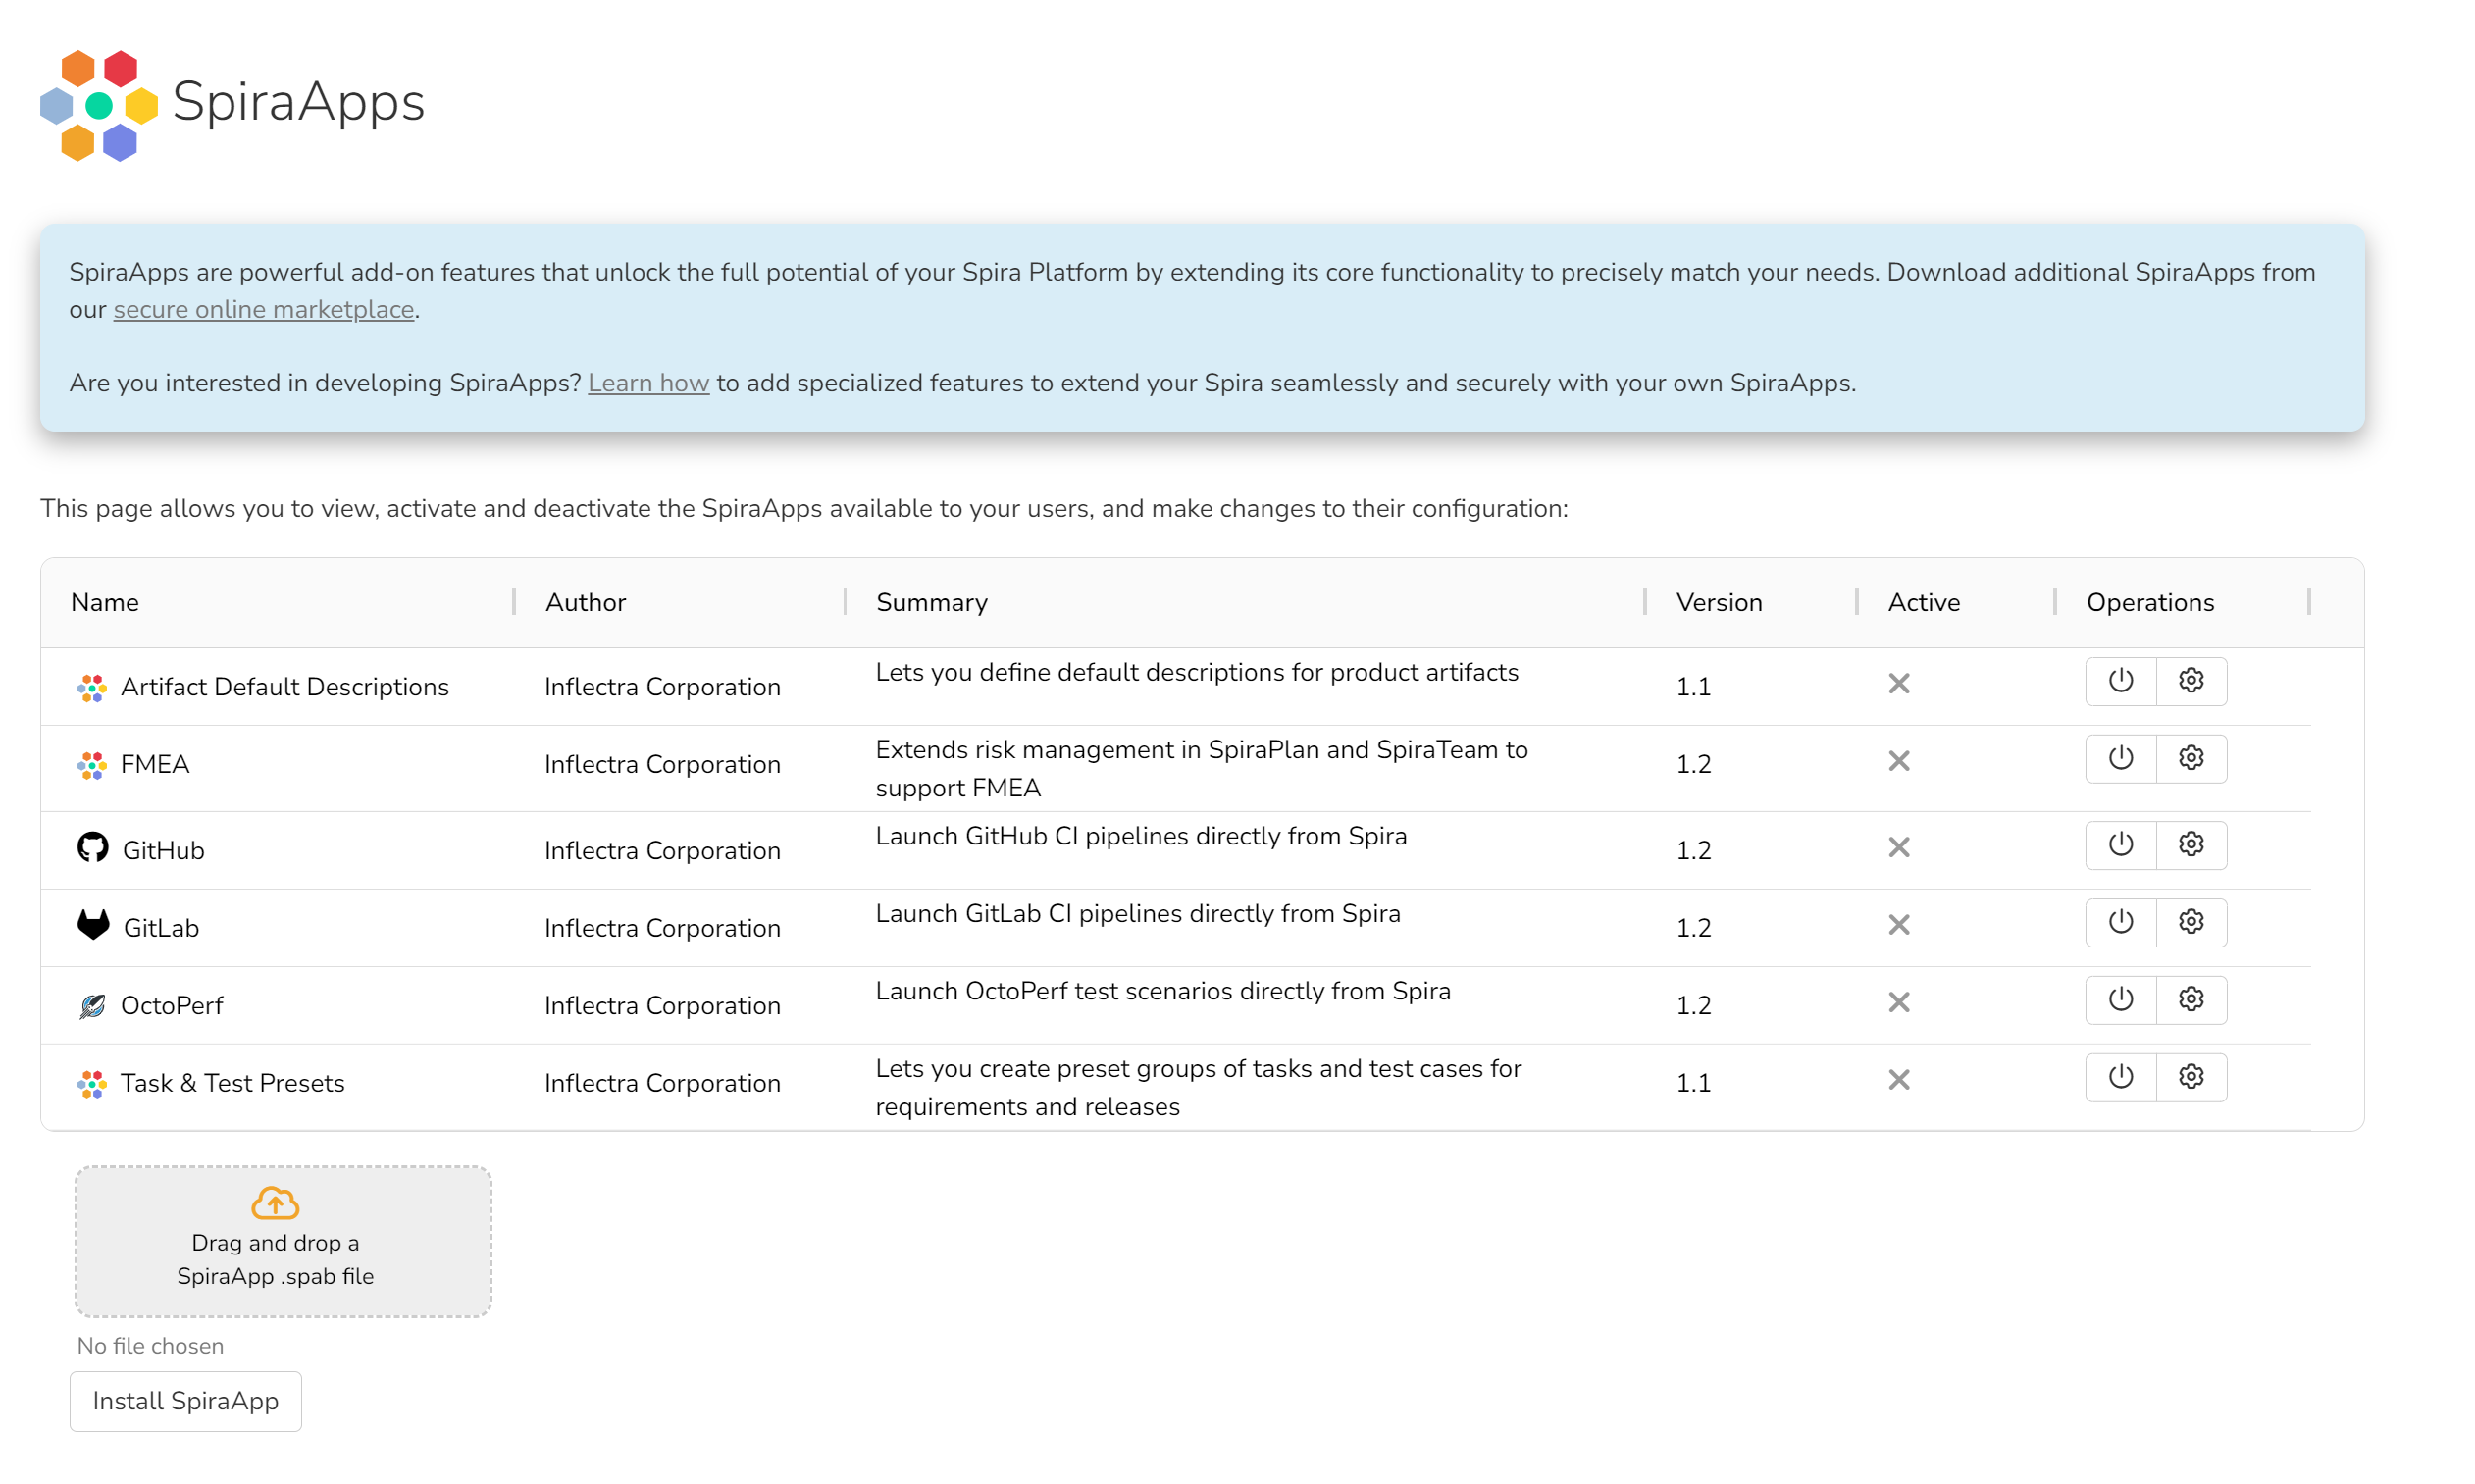 SpiraApps
SpiraApps are powerful add-on features that unlock the full potential of your Spira Platform by extending its core functionality to precisely match your needs. Download additional SpiraApps from
our secure online marketplace.
Are you interested in developing SpiraApps? Learn how to add specialized features to extend your Spira seamlessly and securely with your own SpiraApps.
This page allows you to view, activate and deactivate the SpiraApps available to your users, and make changes to their configuration:
Name Author Summary Version Active Operations
Artifact Default Descriptions Inflectra Corporation Lets you define default descriptions for product artifacts 1.1
FMEA Inflectra Corporation Extends risk management in SpiraPlan and SpiraTeam to 1.2
support FMEA
GitHub Inflectra Corporation Launch GitHub CI pipelines directly from Spira 1.2
GitLab Inflectra Corporation Launch GitLab CI pipelines directly from Spira 1.2
OctoPerf Inflectra Corporation Launch OctoPerf test scenarios directly from Spira 1.2
Task & Test Presets Inflectra Corporation Lets you create preset groups of tasks and test cases for 1.1
requirements and releases
Drag and drop a
SpiraApp .spab file
No file chosen
Install SpiraApp